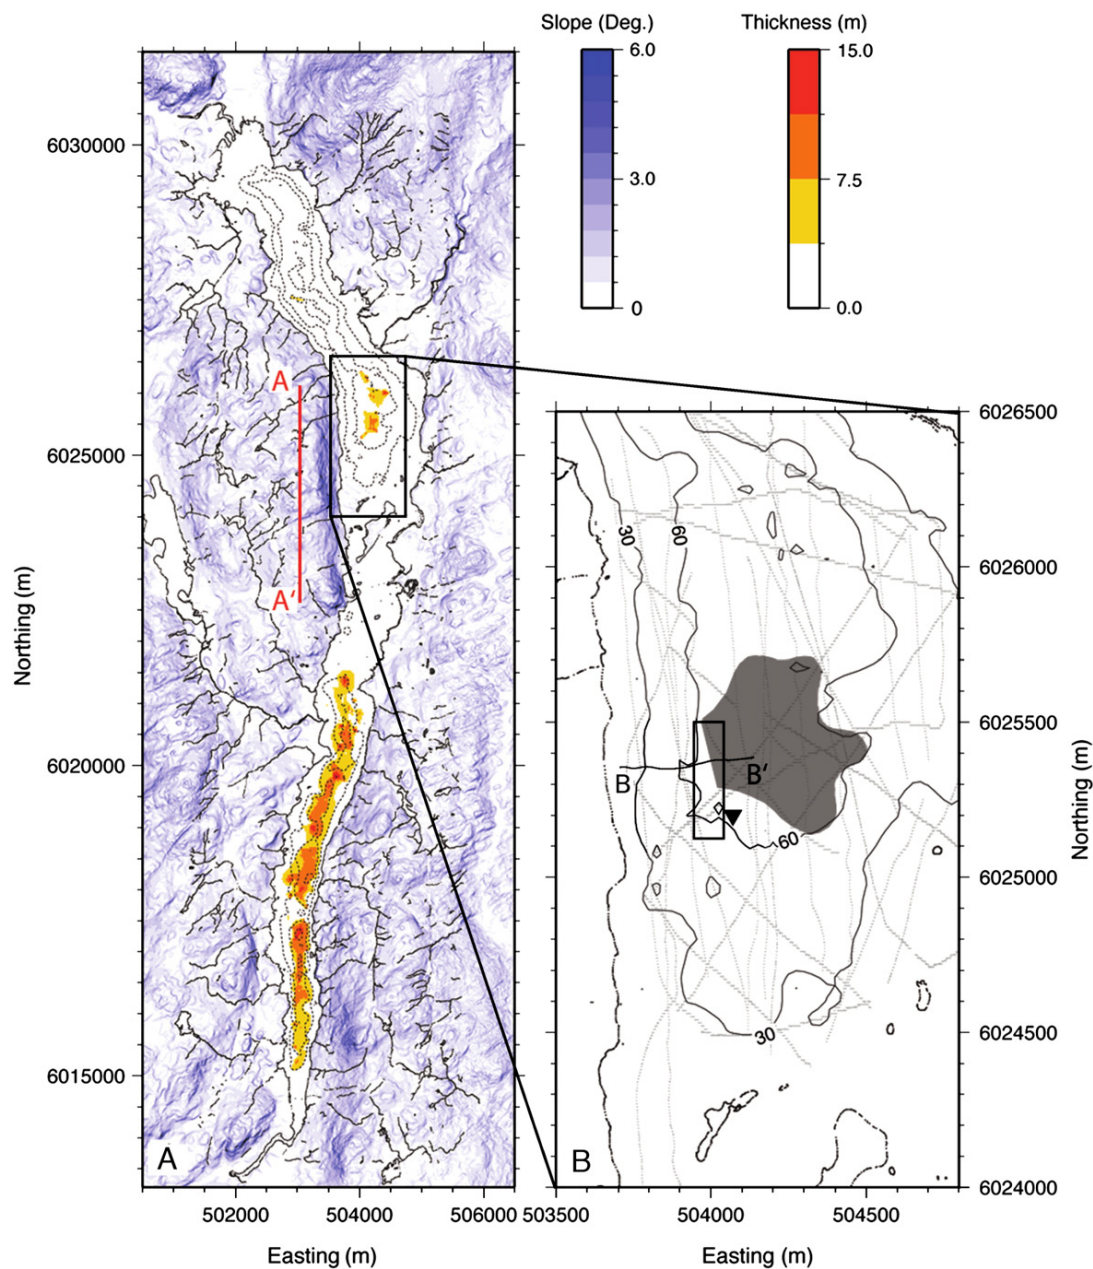 Slope (Deg.) Thickness (m)
6.0 15.0
3.0 7.5
0 0.0
6030000
6025000
6020000
6015000
Northing (m)
A
A'
A
502000 504000 506000
Easting (m)
6026500
6026000
6025500
6025000
6024500
6024000
Northing (m)
30 60
B B'
60
30
B
503500 504000 504500
Easting (m)